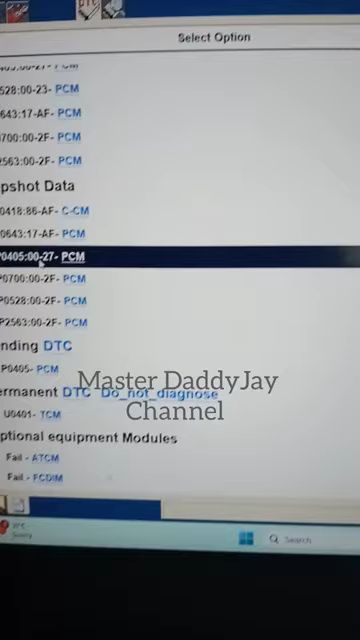 Select Option
528:00-23- PCM
643:17-AF- PCM
700:00-2F- PCM
2563:00-2F- PCM
pshot Data
0418:86-AF- C-CM
0643:17-AF- PCM
P0405:00-27- PCM
P0700:00-2F- PCM
P0528:00-2F- PCM
P2563:00-2F- PCM
nding DTC
P0405- PCM
ermanent DTC Do_not_diagnose
U0401- TCM
ptional equipment Modules
Fail - ATCM
Fail - FCDIM
Master DaddyJay
Channel
Sunny
Search